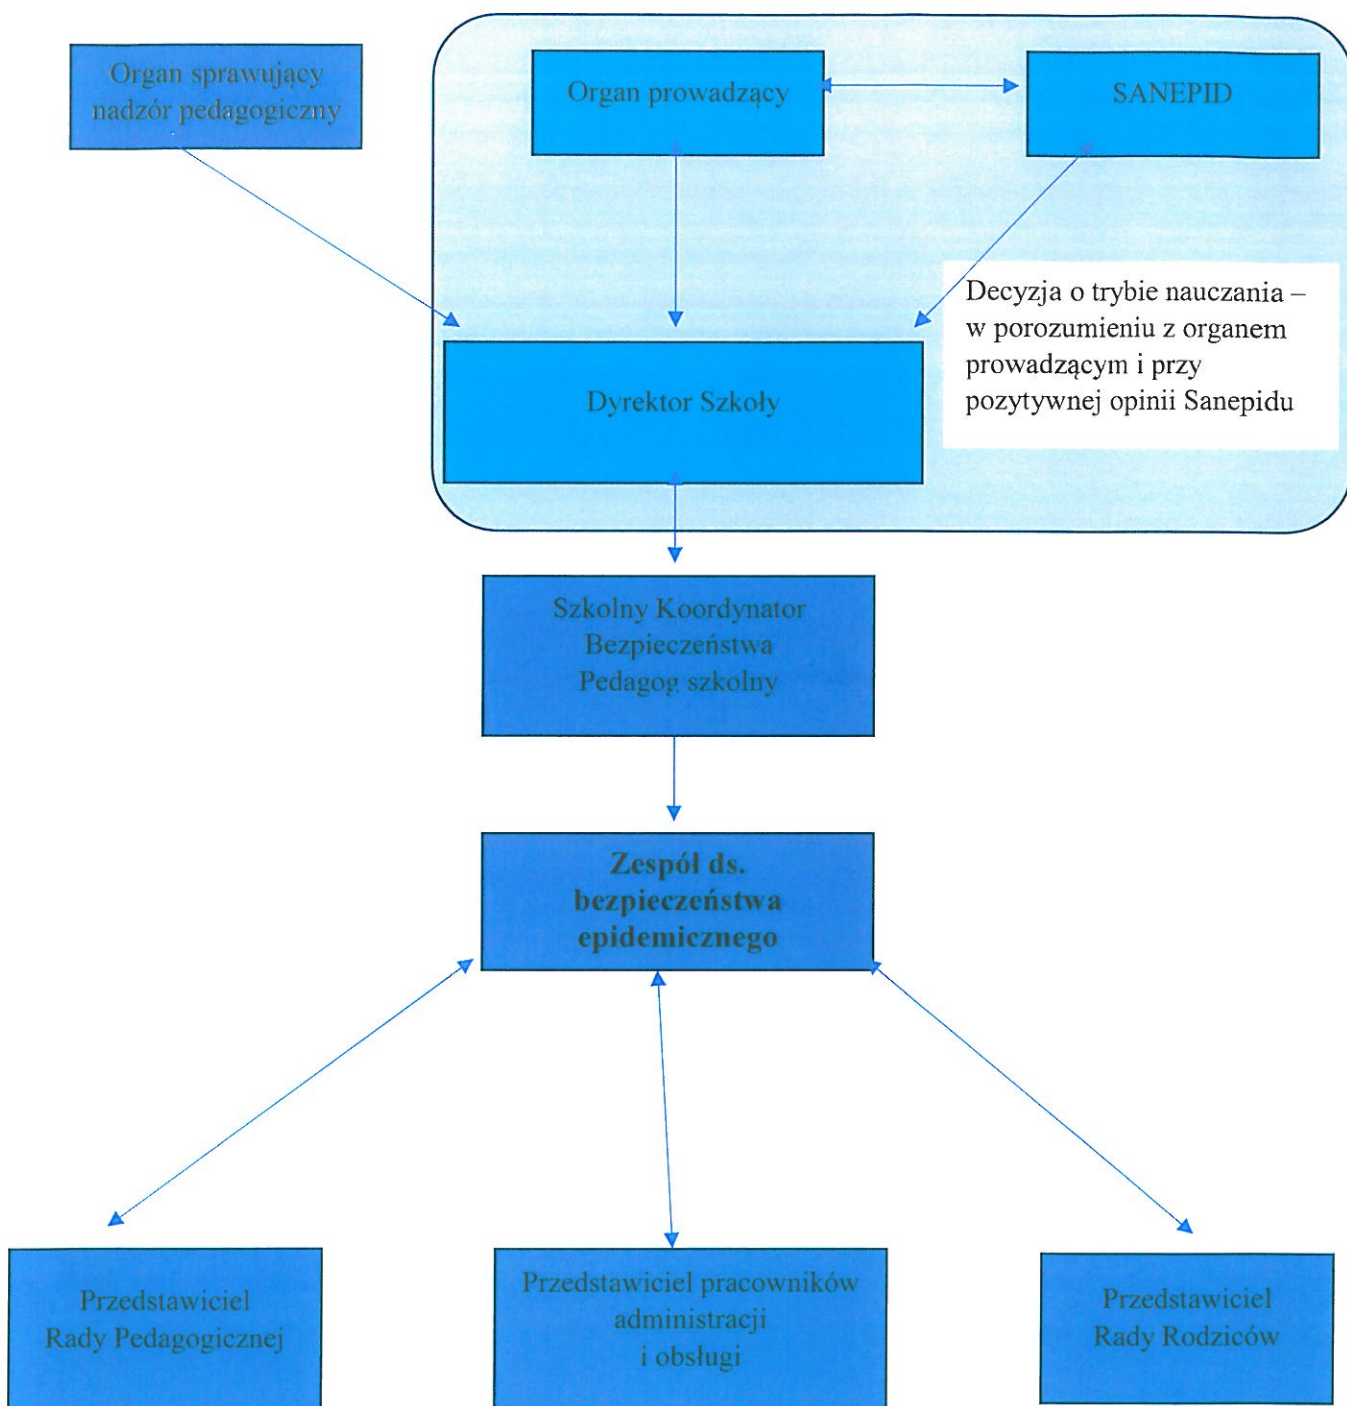 Organ sprawujący
nadzór pedagogiczny
Organ prowadzący
SANEPID
Decyzja o trybie nauczania –
w porozumieniu z organem
prowadzącym i przy
pozytywnej opinii Sanepidu
Dyrektor Szkoły
Szkolny Koordynator
Bezpieczeństwa
Pedagog szkolny
Zespół ds.
bezpieczeństwa
epidemicznego
Przedstawiciel
Rady Pedagogicznej
Przedstawiciel pracowników
administracji
i obsługi
Przedstawiciel
Rady Rodziców